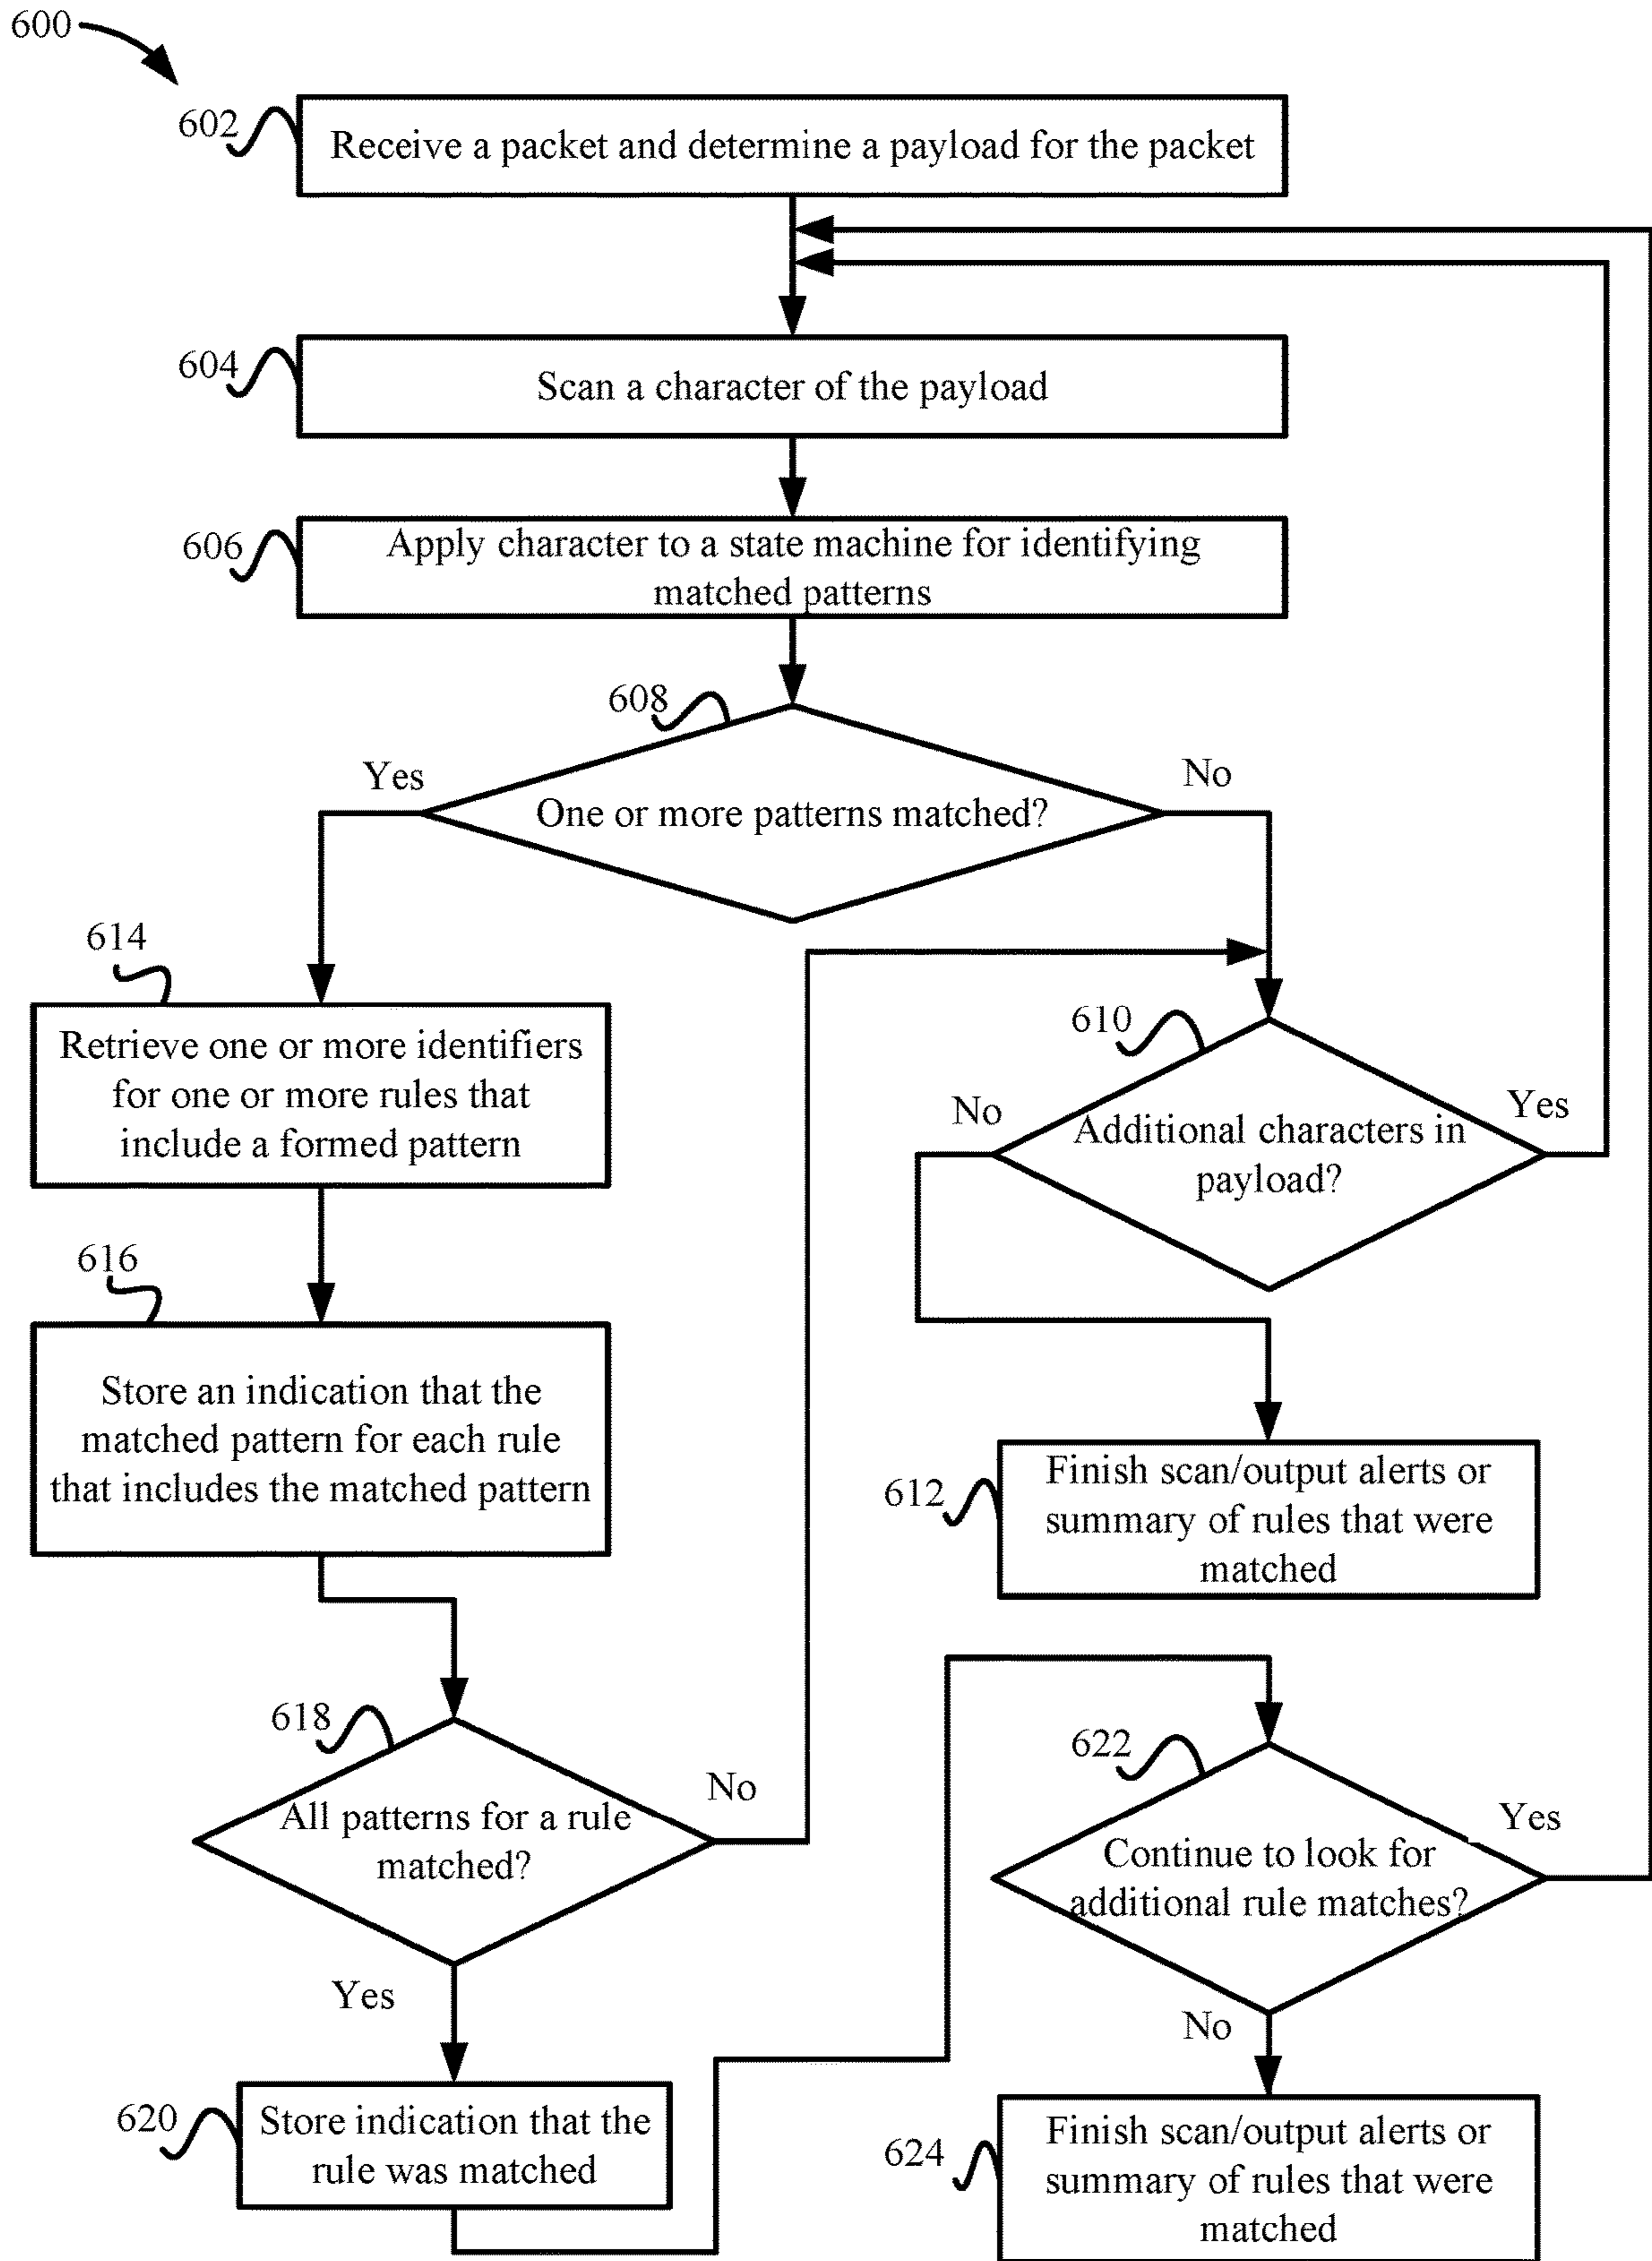 600
602
Receive a packet and determine a payload for the packet
604
Scan a character of the payload
606
Apply character to a state machine for identifying
matched patterns
608
Yes
No
One or more patterns matched?
614
Retrieve one or more identifiers
for one or more rules that
include a formed pattern
610
No
Yes
Additional characters in
payload?
616
Store an indication that the
matched pattern for each rule
that includes the matched pattern
612
Finish scan/output alerts or
summary of rules that were
matched
618
No
All patterns for a rule
matched?
Yes
622
Yes
Continue to look for
additional rule matches?
No
620
Store indication that the
rule was matched
624
Finish scan/output alerts or
summary of rules that were
matched